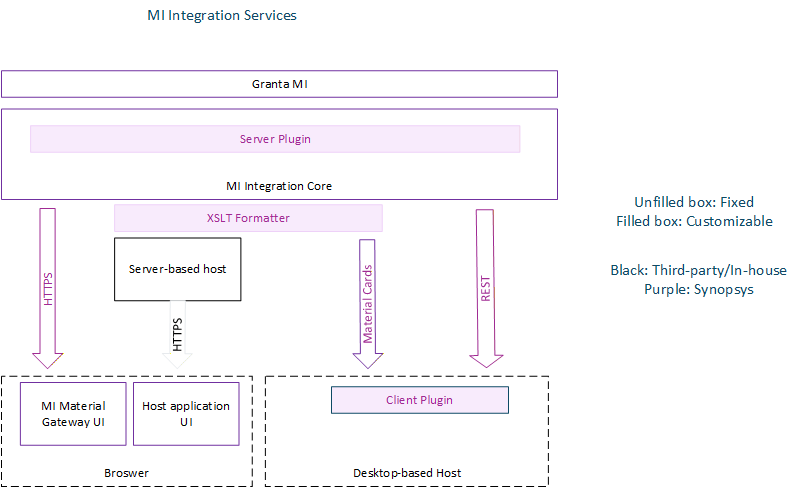 MI Integration Services
Granta MI
Server Plugin
MI Integration Core
XSLT Formatter
Server-based host
HTTPS
HTTPS
Material Cards
REST
MI Material
Gateway UI
Host application
UI
Client Plugin
Broswer
Desktop-based Host
Unfilled box: Fixed
Filled box: Customizable
Black: Third-party/In-house
Purple: Synopsys